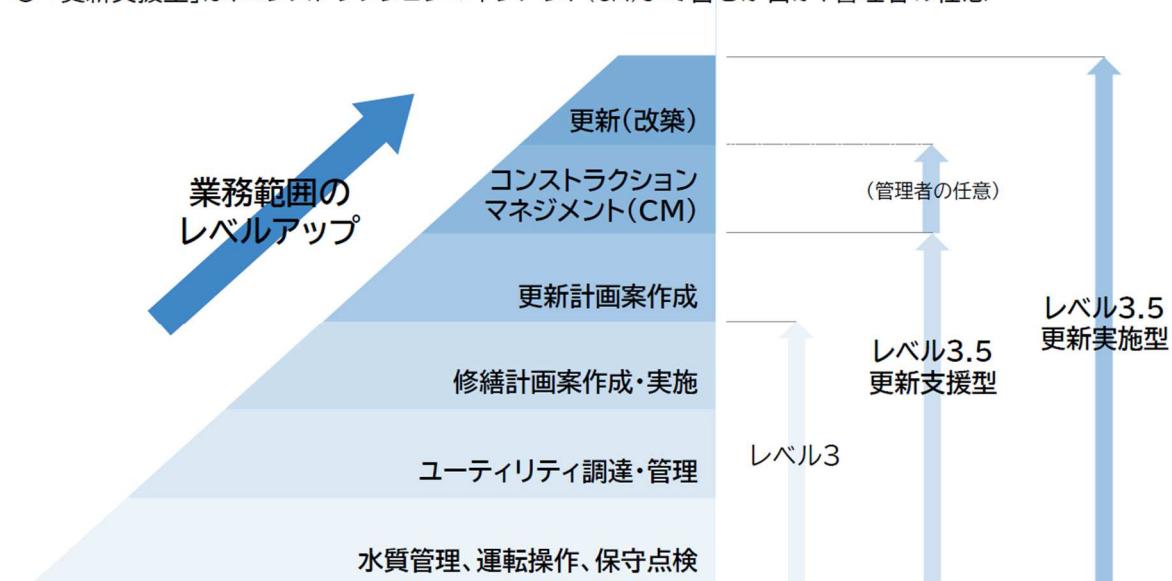 更新(改築)
コンストラクション
マネジメント(CM)
(管理者の任意)
業務範囲の
レベルアップ
更新計画案作成
レベル3.5
更新実施型
レベル3.5
更新支援型
修繕計画案作成・実施
レベル3
ユーティリティ調達・管理
水質管理、運転操作、保守点検